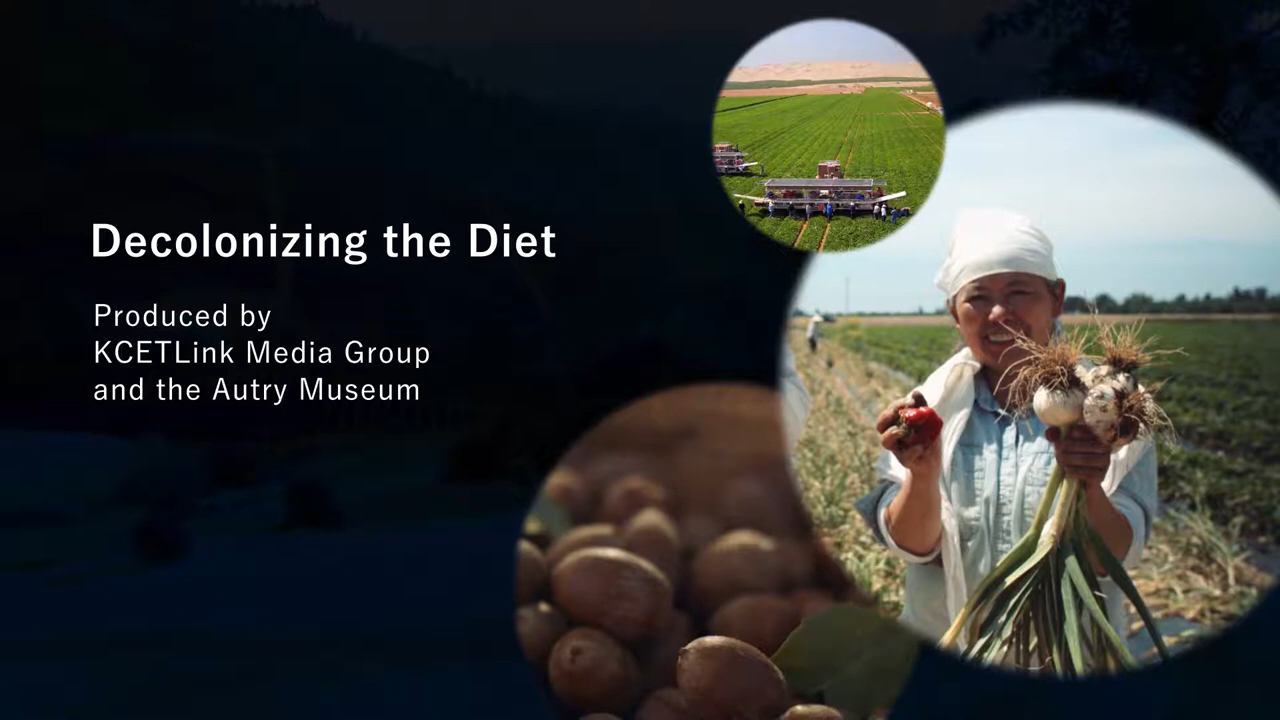 Decolonizing the Diet
Produced by
KCETLink Media Group
and the Autry Museum